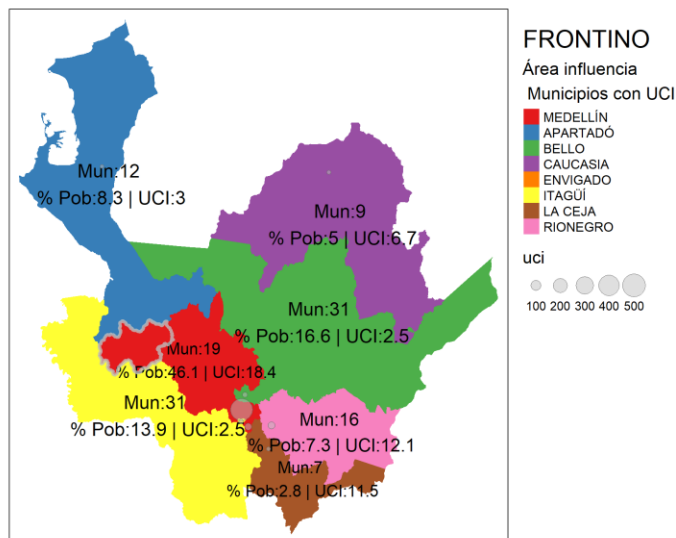 FRONTINO
Área influencia
Municipios con UCI
MEDELLÍN
APARTADÓ
BELLO
CAUCASIA
ENVIGADO
ITAGÜÍ
LA CEJA
RIONEGRO
uci
100 200 300 400 500
Mun:12
% Pob:8.3 | UCI:3
Mun:9
% Pob:5 | UCI:6.7
Mun:31
% Pob:16.6 | UCI:2.5
Mun:19
% Pob:46.1 | UCI:18.4
Mun:31
% Pob:13.9 | UCI:2.5
Mun:16
% Pob:7.3 | UCI:12.1
Mun:7
% Pob:2.8 | UCI:11.5